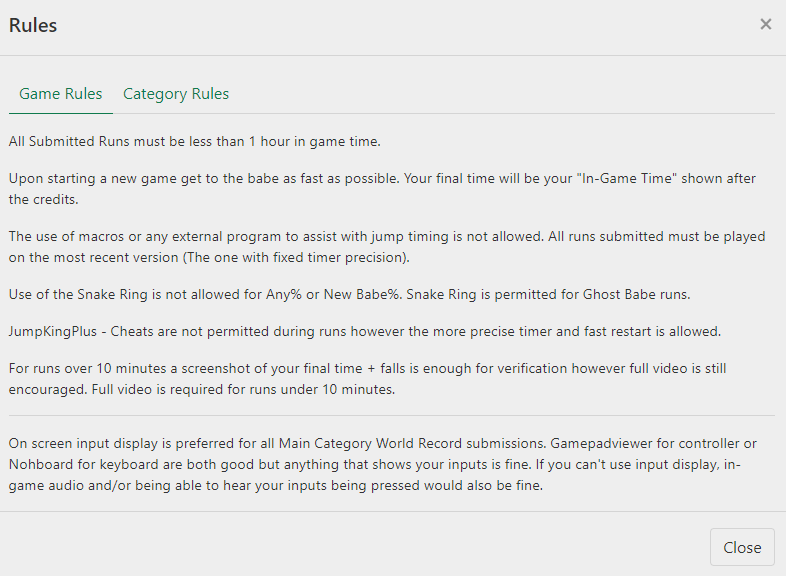 Rules
×
Game Rules Category Rules
All Submitted Runs must be less than 1 hour in game time.
Upon starting a new game get to the babe as fast as possible. Your final time will be your "In-Game Time" shown after
the credits.
The use of macros or any external program to assist with jump timing is not allowed. All runs submitted must be played
on the most recent version (The one with fixed timer precision).
Use of the Snake Ring is not allowed for Any% or New Babe%. Snake Ring is permitted for Ghost Babe runs.
JumpKingPlus - Cheats are not permitted during runs however the more precise timer and fast restart is allowed.
For runs over 10 minutes a screenshot of your final time + falls is enough for verification however full video is still
encouraged. Full video is required for runs under 10 minutes.
On screen input display is preferred for all Main Category World Record submissions. Gamepadviewer for controller or
Nohboard for keyboard are both good but anything that shows your inputs is fine. If you can't use input display, in-
game audio and/or being able to hear your inputs being pressed would also be fine.
Close